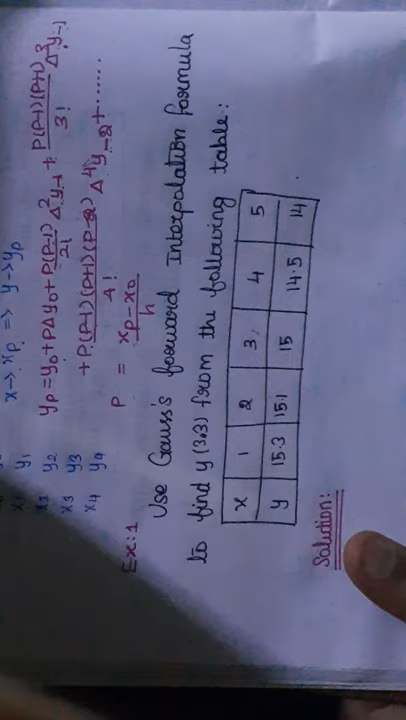 x→xp => y→yp
x1 y1
x2 y2 yp = y0 + PΔy0 + P(P-1)/2! Δ²y-1 + P(P-1)(P+1)/3! Δ³y-1
x3 y3 + P(P-1)(P+1)(P-2)/4! Δ⁴y-2 + ......
x4 y4
P = xp - x0 / h
Ex:1
Use Gauss's forward Interpolation formula
to find y(3.3) from the following table:
x 1 2 3 4 5
y 15.3 15.1 15 14.5 14
Solution: